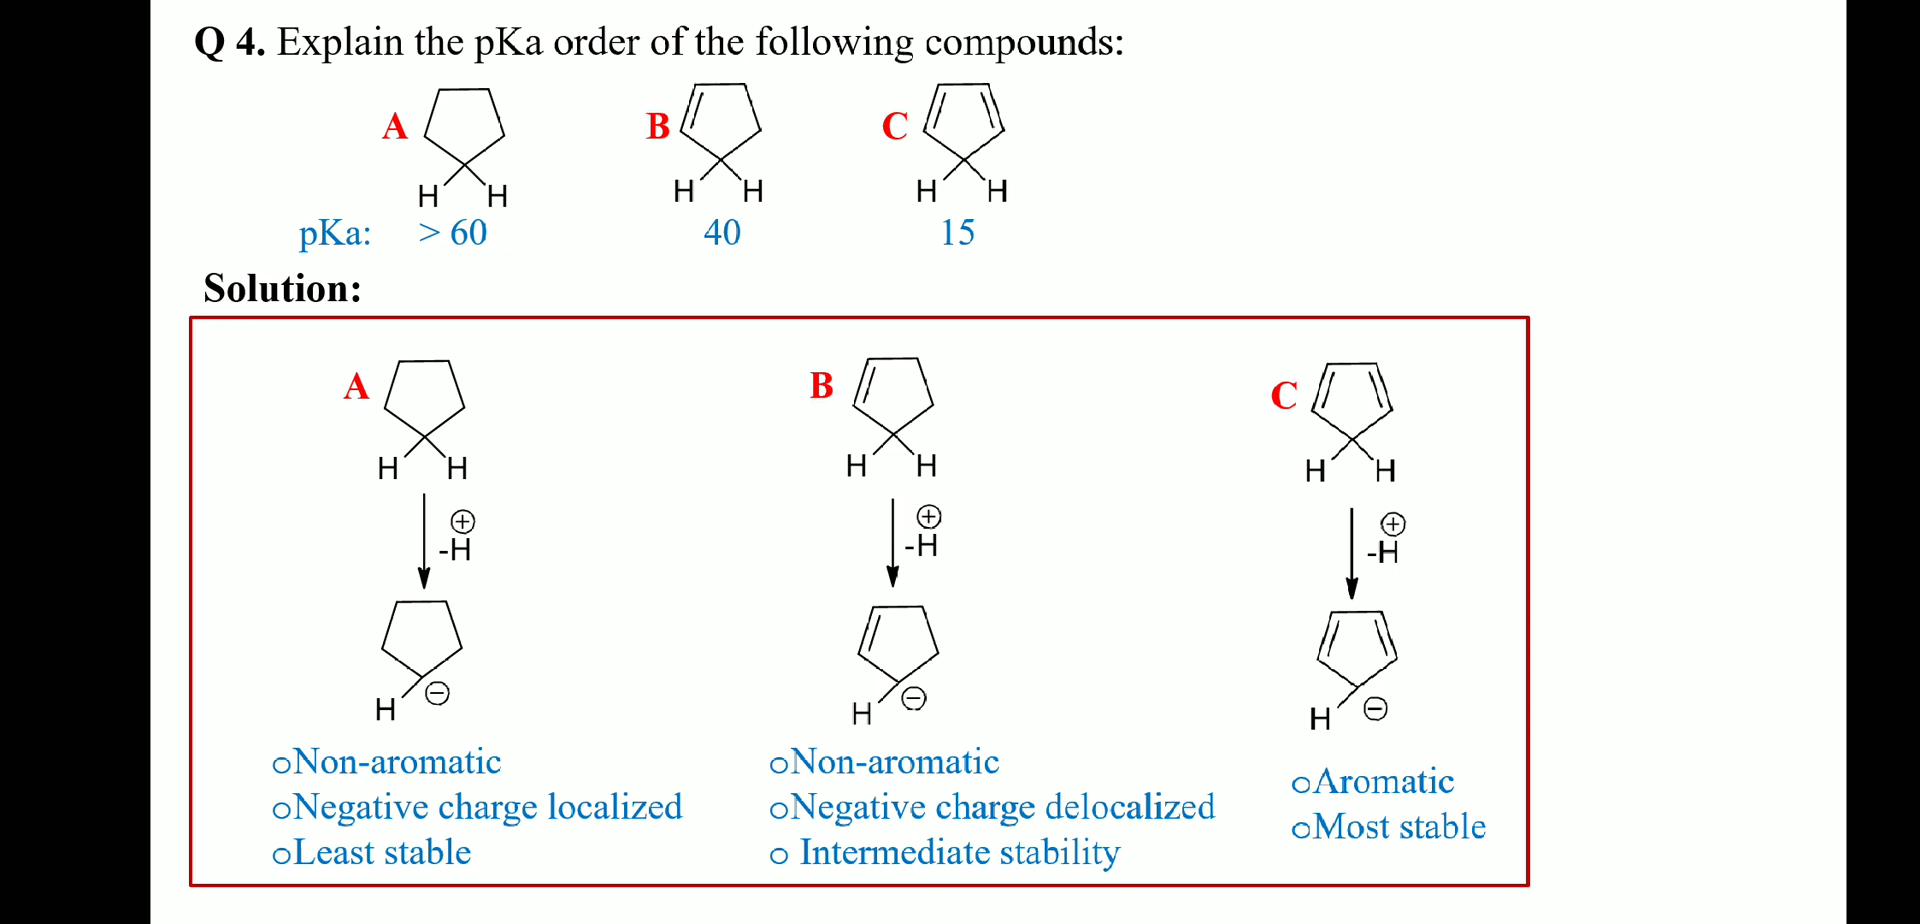 Q 4. Explain the pKa order of the following compounds:
A B C
H H H H H H
pKa: > 60 40 15
Solution:
A B C
H H H H H H
⊕ ⊕ ⊕
-H -H -H
H ⊖ H ⊖ H ⊖
oNon-aromatic
oNegative charge localized
oLeast stable
oNon-aromatic
oNegative charge delocalized
o Intermediate stability
oAromatic
oMost stable